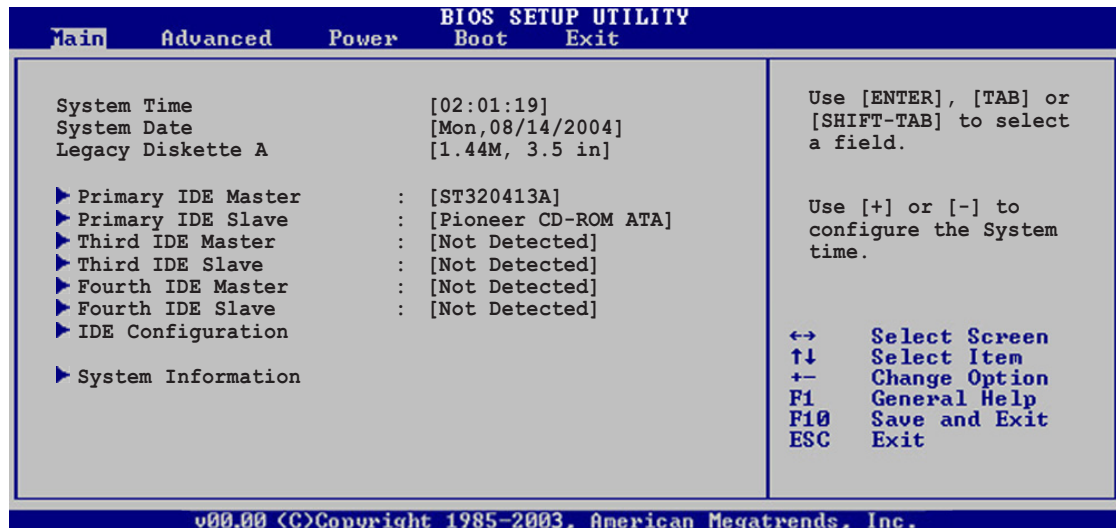 BIOS SETUP UTILITY
Main Advanced Power Boot Exit
System Time [02:01:19]
System Date [Mon,08/14/2004]
Legacy Diskette A [1.44M, 3.5 in]
Primary IDE Master : [ST320413A]
Primary IDE Slave : [Pioneer CD-ROM ATA]
Third IDE Master : [Not Detected]
Third IDE Slave : [Not Detected]
Fourth IDE Master : [Not Detected]
Fourth IDE Slave : [Not Detected]
IDE Configuration
System Information
Use [ENTER], [TAB] or
[SHIFT-TAB] to select
a field.
Use [+] or [-] to
configure the System
time.
←→ Select Screen
↑↓ Select Item
+- Change Option
F1 General Help
F10 Save and Exit
ESC Exit
v00.00 (C)Copyright 1985-2003, American Megatrends, Inc.